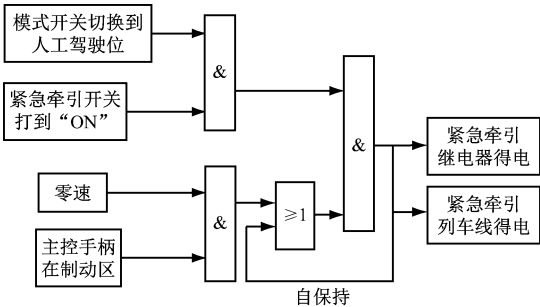 模式开关切换到
人工驾驶位
&
紧急牵引开关
打到“ON”
&
紧急牵引
继电器得电
零速
&
≥1
紧急牵引
列车线得电
主控手柄
在制动区
自保持